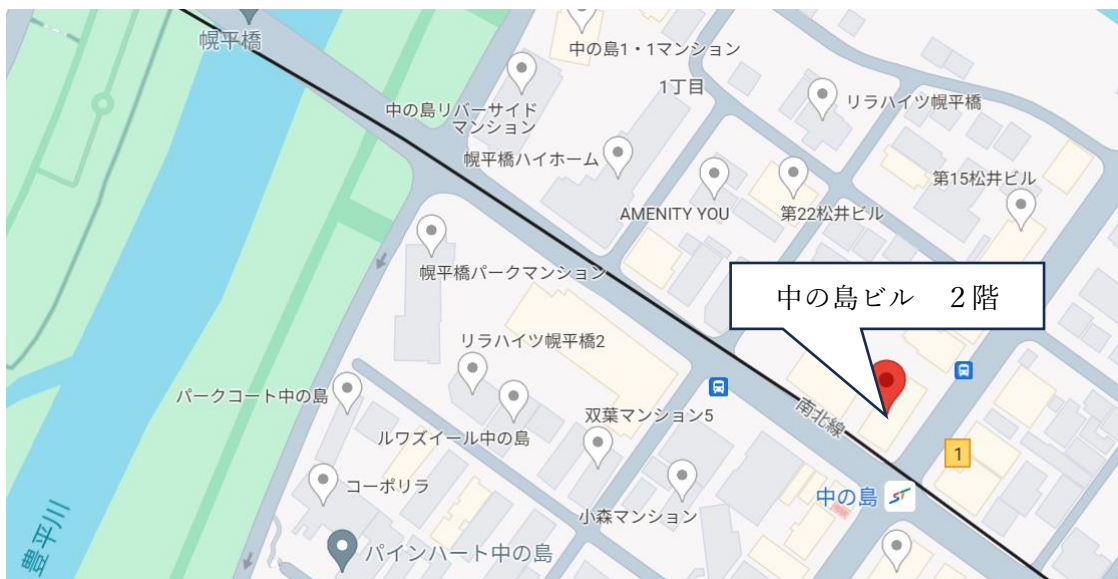 幌平橋
中の島1・1マンション
1丁目
リラハイツ幌平橋
中の島リバーサイド
マンション
幌平橋ハイホーム
第15松井ビル
AMENITY YOU
第22松井ビル
幌平橋パークマンション
中の島ビル　２階
リラハイツ幌平橋2
パークコート中の島
双葉マンション5
南北線
ルワズイール中の島
1
コーポリラ
中の島
ST
小森マンション
豊平川
パインハート中の島